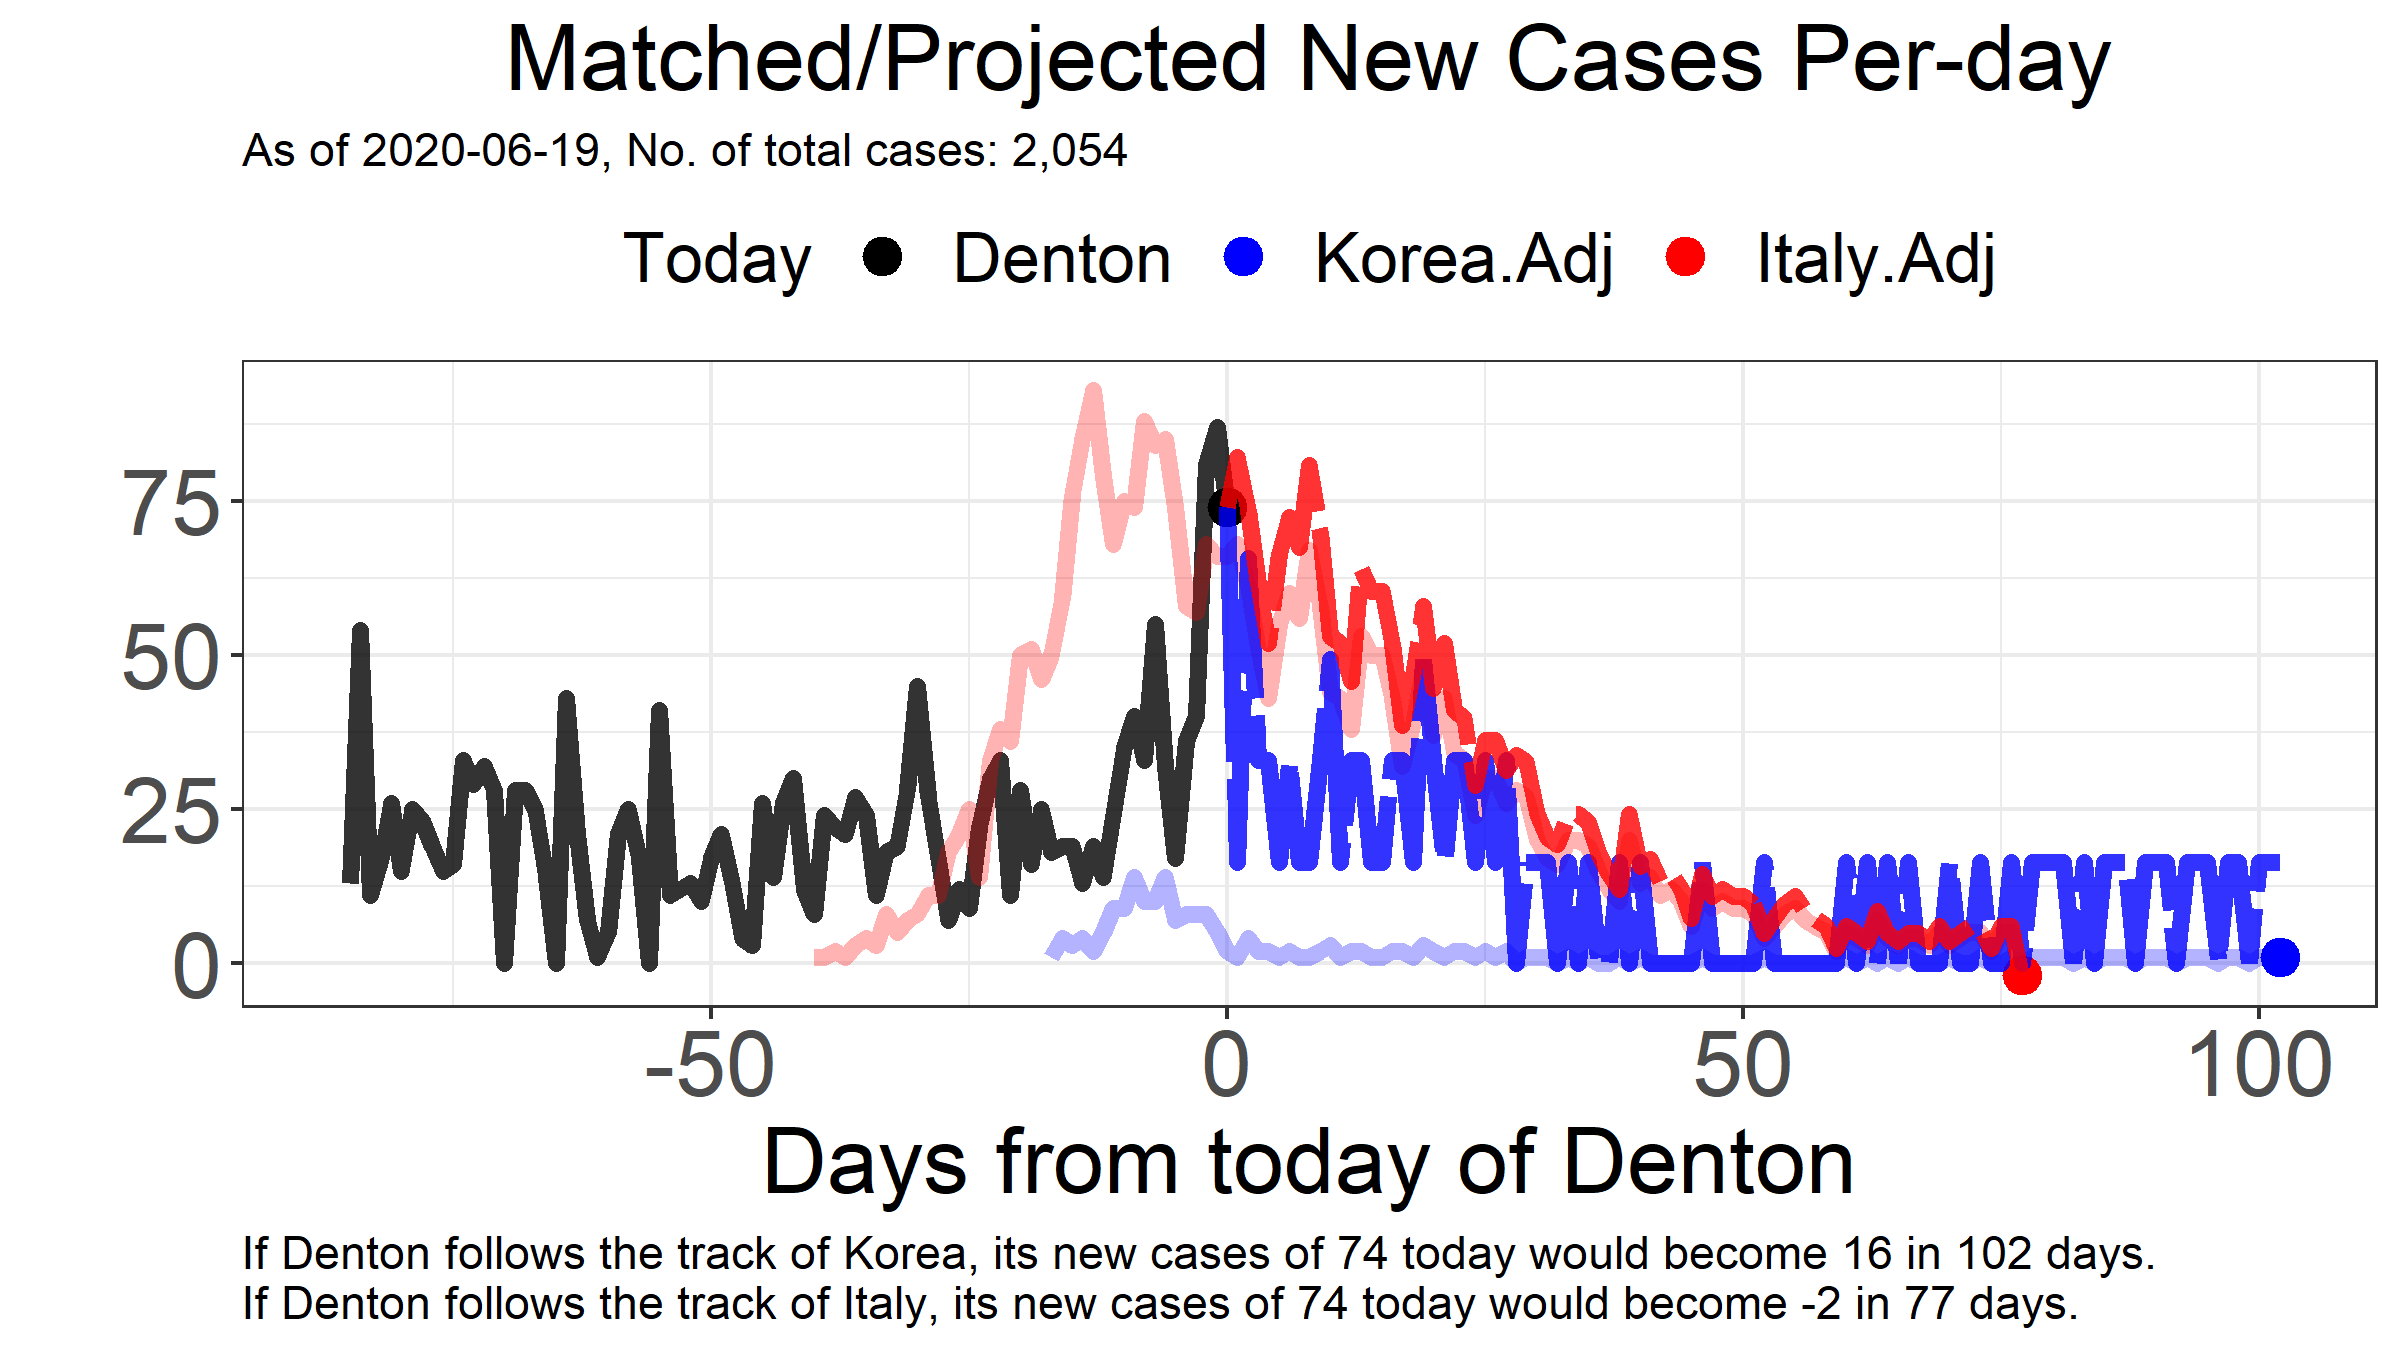 Matched/Projected New Cases Per-day
As of 2020-06-19, No. of total cases: 2,054
Today Denton Korea.Adj Italy.Adj
75
50
25
0
-50 0 50 100
Days from today of Denton
If Denton follows the track of Korea, its new cases of 74 today would become 16 in 102 days.
If Denton follows the track of Italy, its new cases of 74 today would become -2 in 77 days.